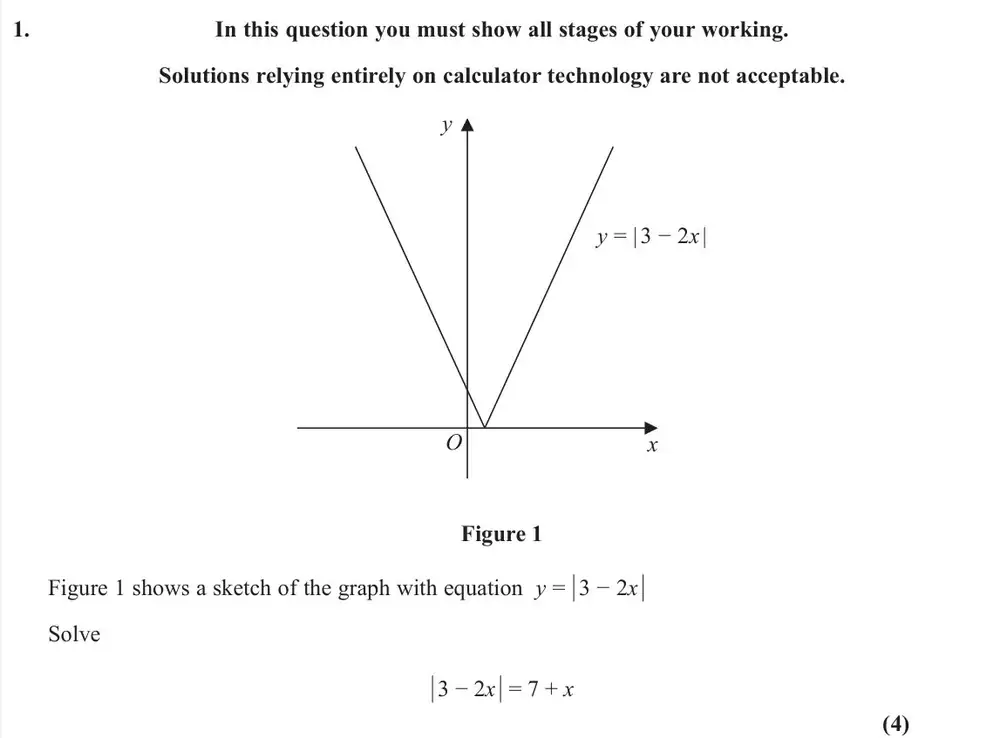 1. In this question you must show all stages of your working.
Solutions relying entirely on calculator technology are not acceptable.
y
y = |3 − 2x|
O
x
Figure 1
Figure 1 shows a sketch of the graph with equation y = |3 − 2x|
Solve
|3 − 2x| = 7 + x
(4)